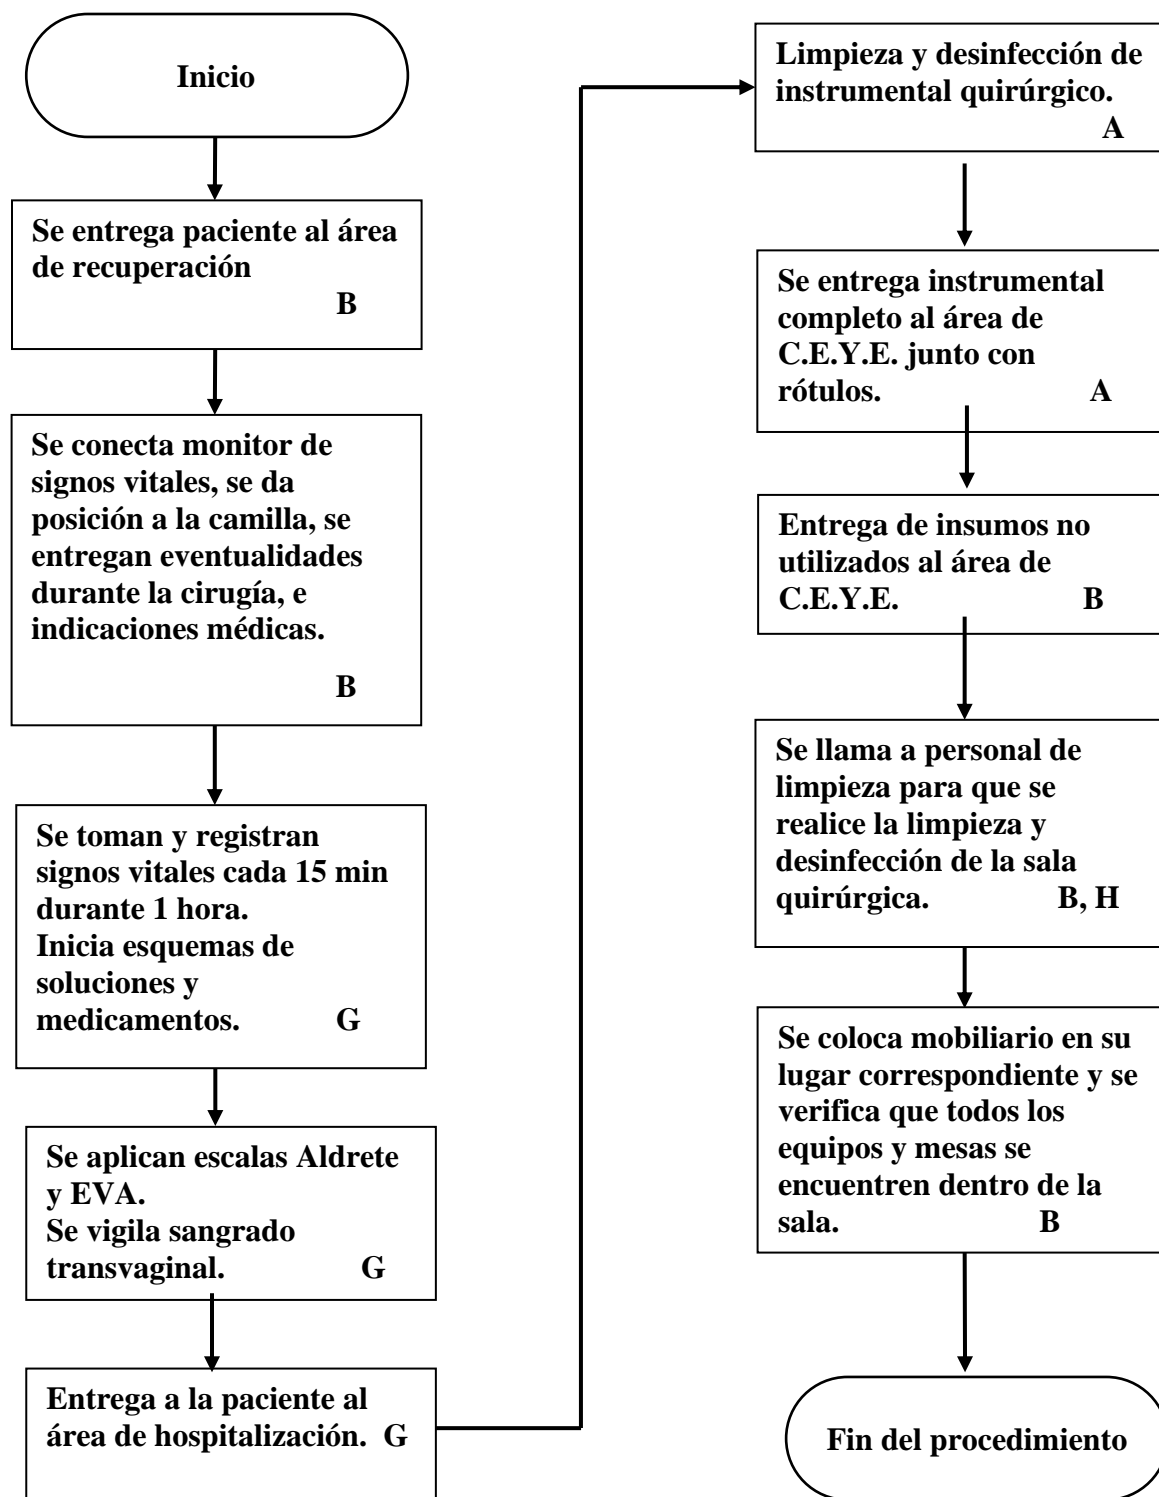 Inicio
Se entrega paciente al área
de recuperación
B
Se conecta monitor de
signos vitales, se da
posición a la camilla, se
entregan eventualidades
durante la cirugía, e
indicaciones médicas.
B
Se toman y registran
signos vitales cada 15 min
durante 1 hora.
Inicia esquemas de
soluciones y
medicamentos. G
Se aplican escalas Aldrete
y EVA.
Se vigila sangrado
transvaginal. G
Entrega a la paciente al
área de hospitalización. G
Limpieza y desinfección de
instrumental quirúrgico.
A
Se entrega instrumental
completo al área de
C.E.Y.E. junto con
rótulos. A
Entrega de insumos no
utilizados al área de
C.E.Y.E. B
Se llama a personal de
limpieza para que se
realice la limpieza y
desinfección de la sala
quirúrgica. B, H
Se coloca mobiliario en su
lugar correspondiente y se
verifica que todos los
equipos y mesas se
encuentren dentro de la
sala. B
Fin del procedimiento